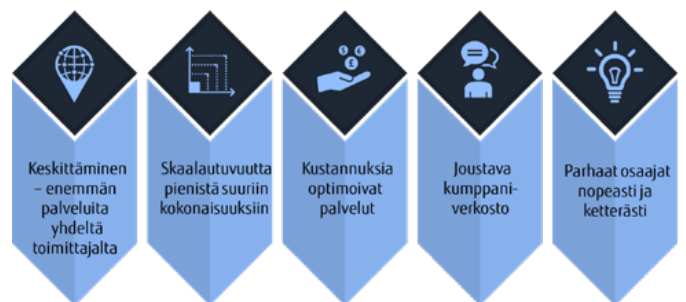 Keskittäminen
– enemmän
palveluita
yhdeltä
toimittajalta
Skaalautuvuutta
pienistä suuriin
kokonaisuuksiin
Kustannuksia
optimoivat
palvelut
Joustava
kumppani-
verkosto
Parhaat osaajat
nopeasti ja
ketterästi